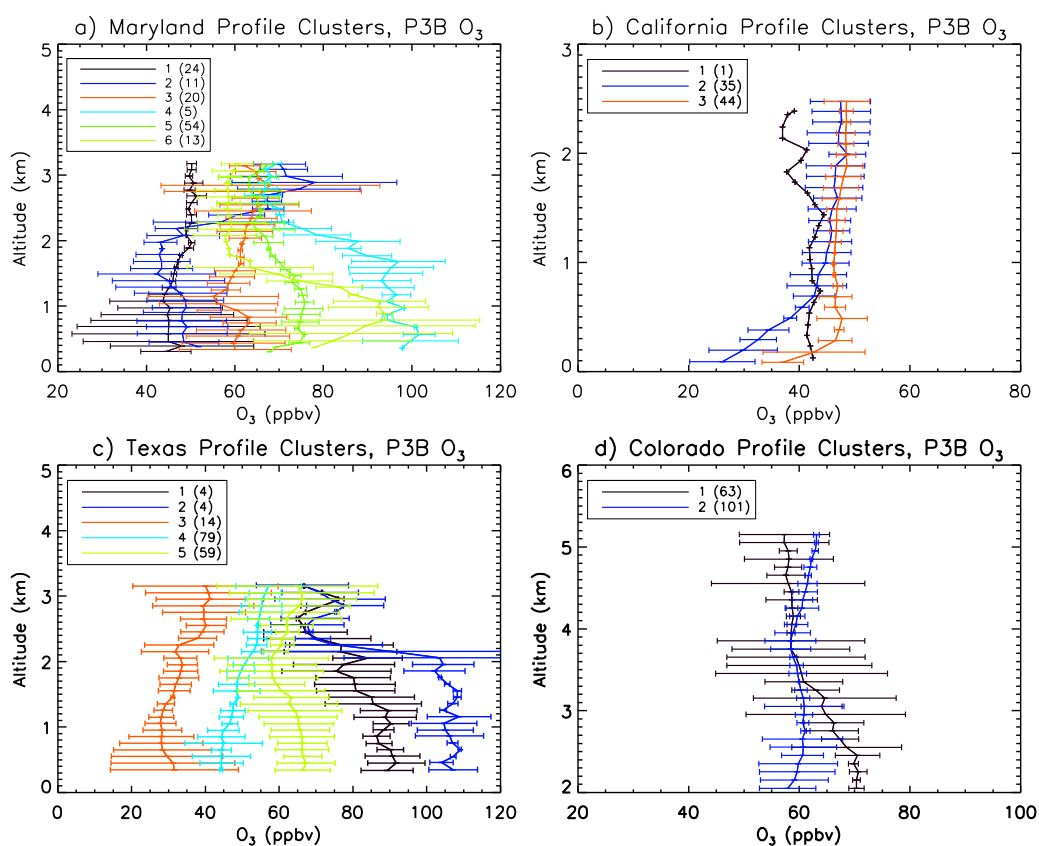 a) Maryland Profile Clusters, P3B O₃
5
4
3
2
1
0
Altitude (km)
1 (24)
2 (11)
3 (20)
4 (5)
5 (54)
6 (13)
20 40 60 80 100 120
O₃ (ppbv)
b) California Profile Clusters, P3B O₃
3
2
1
0
Altitude (km)
1 (1)
2 (35)
3 (44)
20 40 60 80
O₃ (ppbv)
c) Texas Profile Clusters, P3B O₃
5
4
3
2
1
0
Altitude (km)
1 (4)
2 (4)
3 (14)
4 (79)
5 (59)
0 20 40 60 80 100 120
O₃ (ppbv)
d) Colorado Profile Clusters, P3B O₃
6
5
4
3
2
Altitude (km)
1 (63)
2 (101)
20 40 60 80 100
O₃ (ppbv)